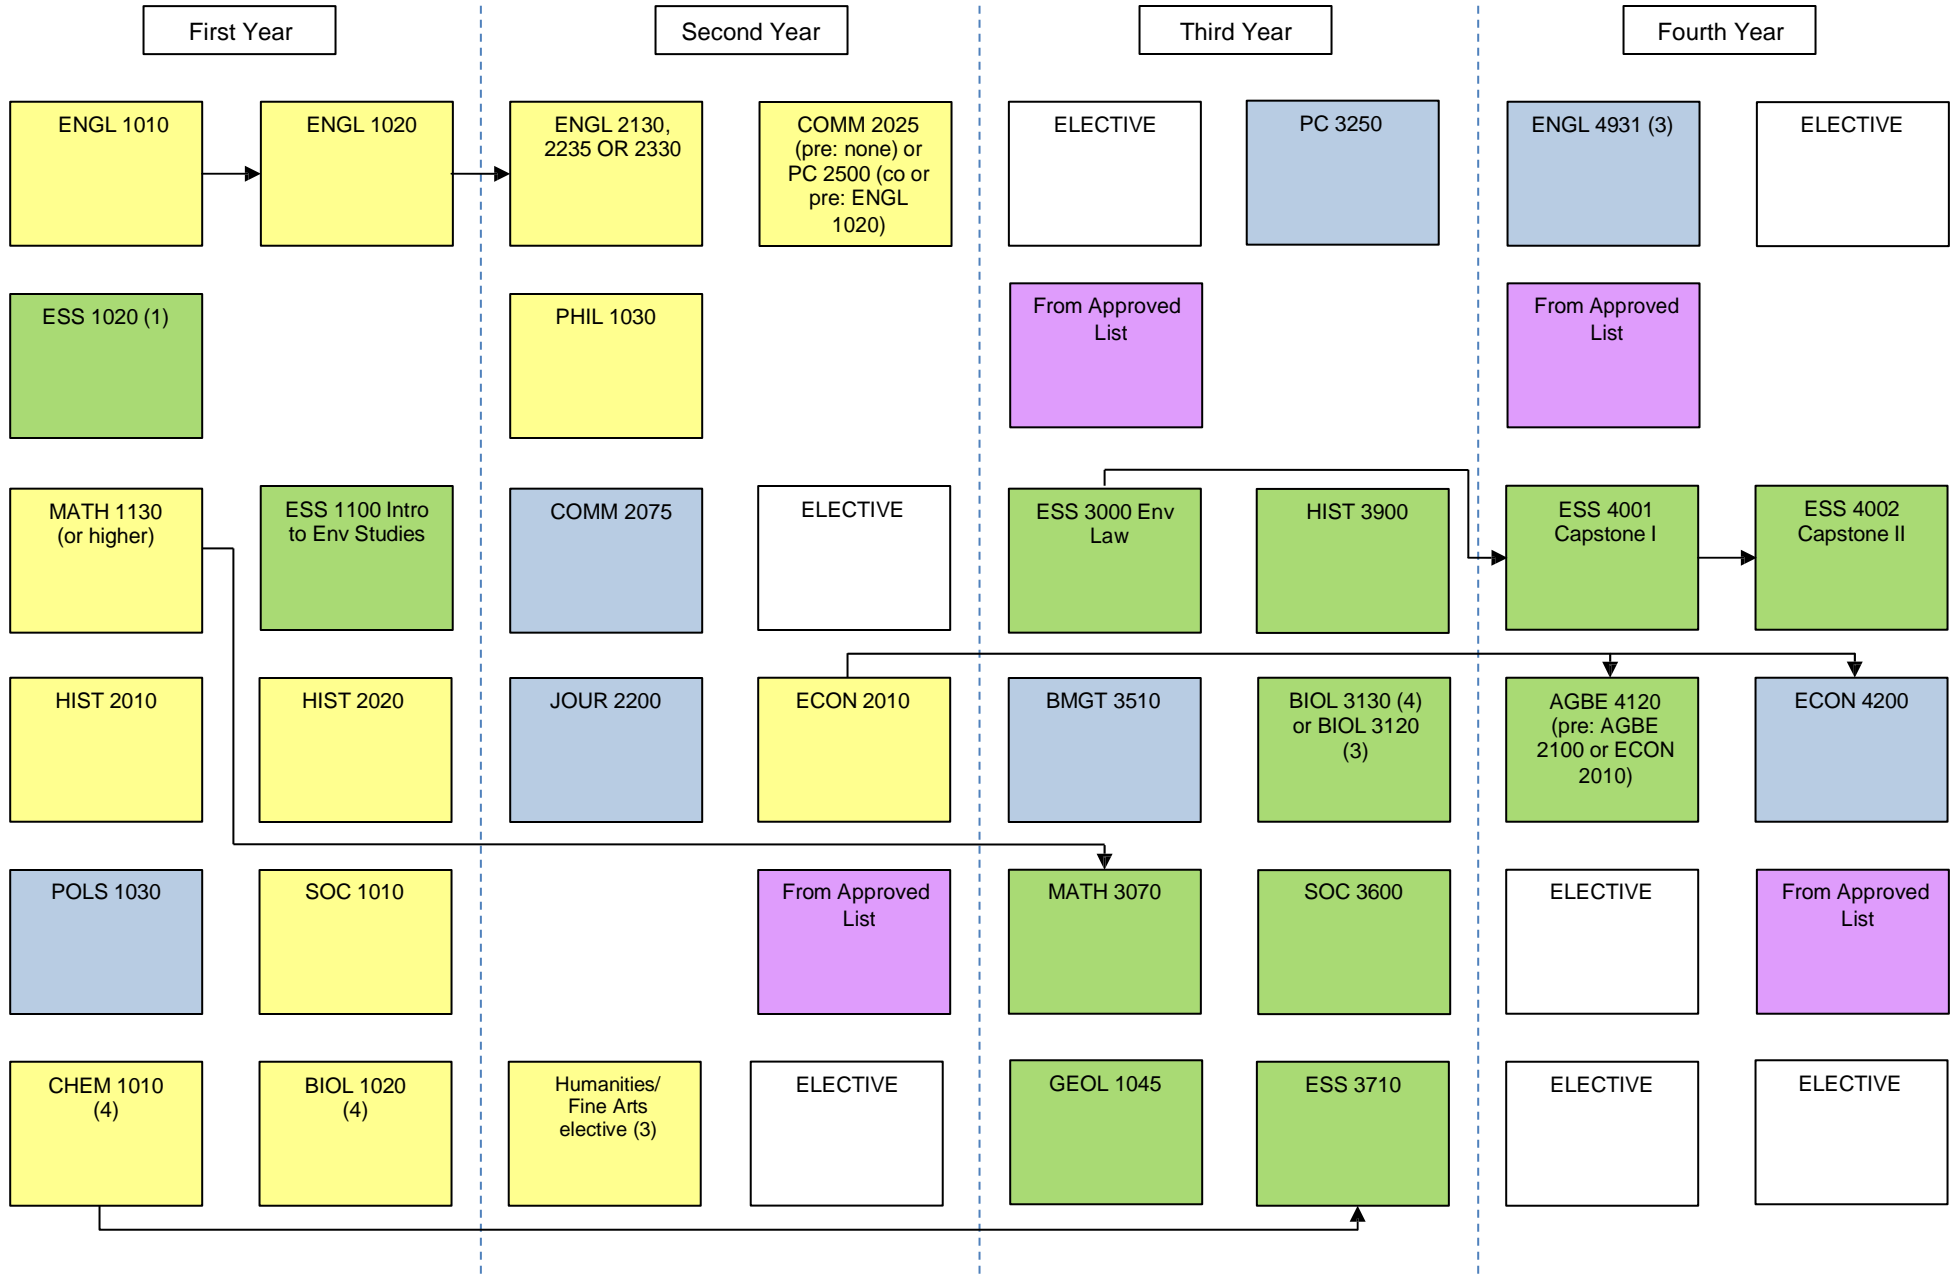 First Year
Second Year
Third Year
Fourth Year
ENGL 1010
ENGL 1020
ENGL 2130,
2235 OR 2330
COMM 2025
(pre: none) or
PC 2500 (co or
pre: ENGL
1020)
ELECTIVE
PC 3250
ENGL 4931 (3)
ELECTIVE
ESS 1020 (1)
PHIL 1030
From Approved
List
From Approved
List
MATH 1130
(or higher)
ESS 1100 Intro
to Env Studies
COMM 2075
ELECTIVE
ESS 3000 Env
Law
HIST 3900
ESS 4001
Capstone I
ESS 4002
Capstone II
HIST 2010
HIST 2020
JOUR 2200
ECON 2010
BMGT 3510
BIOL 3130 (4)
or BIOL 3120
(3)
AGBE 4120
(pre: AGBE
2100 or ECON
2010)
ECON 4200
POLS 1030
SOC 1010
From Approved
List
MATH 3070
SOC 3600
ELECTIVE
From Approved
List
CHEM 1010
(4)
BIOL 1020
(4)
Humanities/
Fine Arts
elective (3)
ELECTIVE
GEOL 1045
ESS 3710
ELECTIVE
ELECTIVE